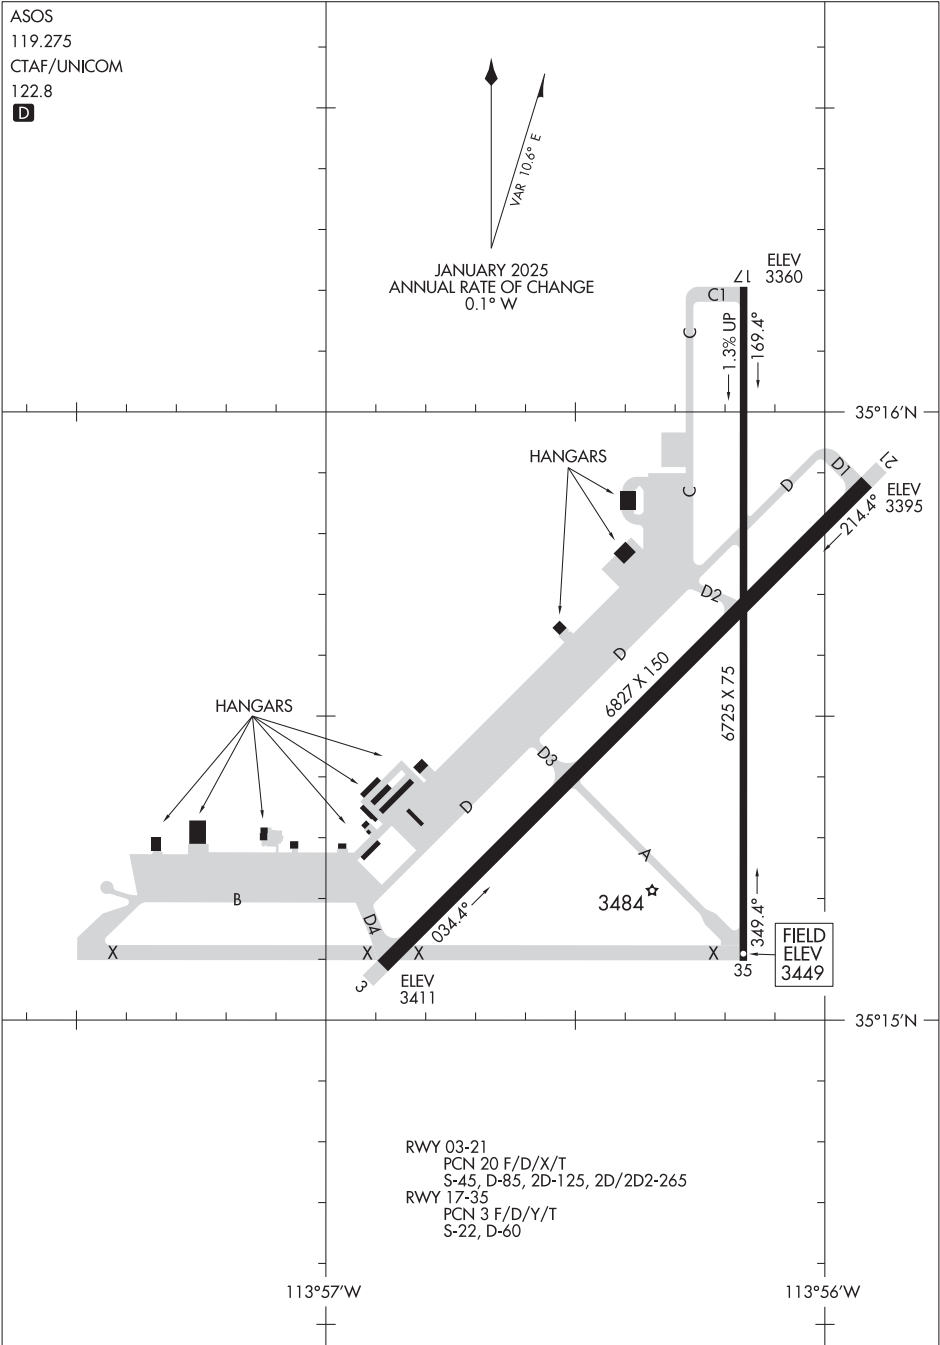 ASOS
119.275
CTAF/UNICOM
122.8
D
VAR 10.6° E
JANUARY 2025
ANNUAL RATE OF CHANGE
0.1° W
17
ELEV
3360
C1
C
1.3% UP
169.4°
35°16'N
HANGARS
C
D
D1
21
ELEV
3395
214.4°
D2
D
6827 X 150
6725 X 75
HANGARS
D3
D
A
3484
B
D4
034.4°
349.4°
X
X
X
X
35
FIELD
ELEV
3449
3
ELEV
3411
35°15'N
RWY 03-21
PCN 20 F/D/X/T
S-45, D-85, 2D-125, 2D/2D2-265
RWY 17-35
PCN 3 F/D/Y/T
S-22, D-60
113°57'W
113°56'W